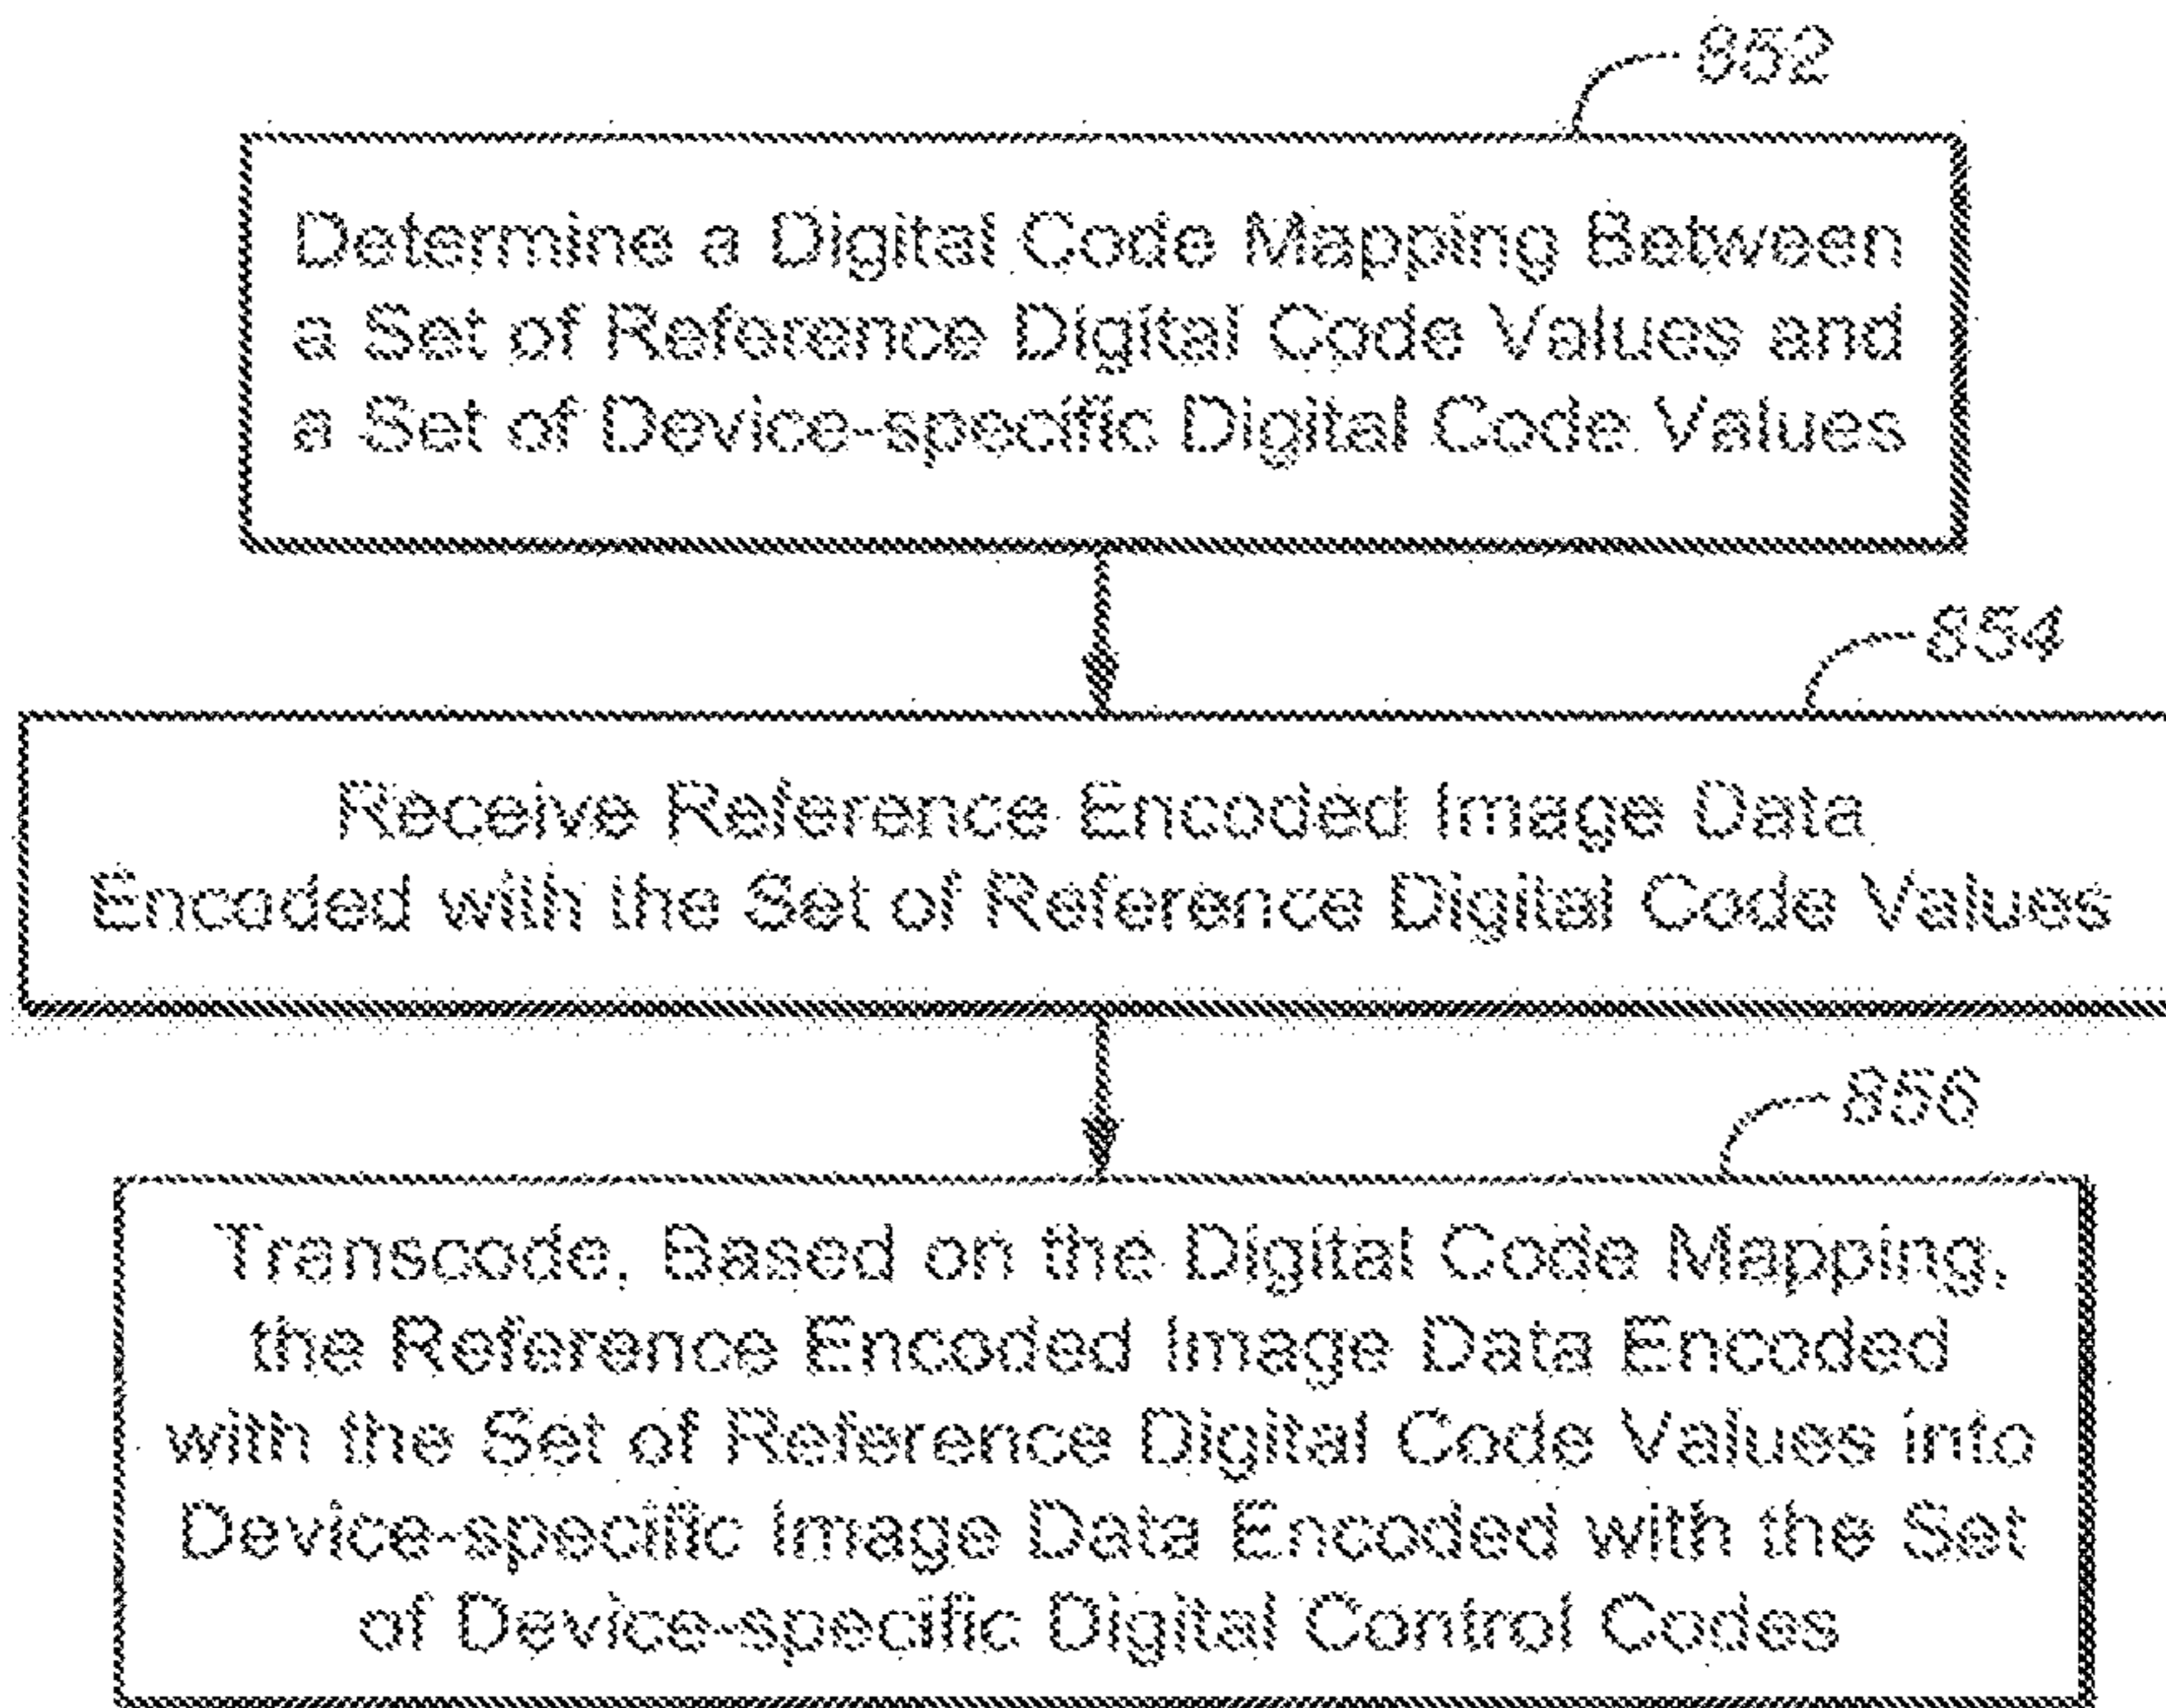 852
Determine a Digital Code Mapping Between
a Set of Reference Digital Code Values and
a Set of Device-specific Digital Code Values
854
Receive Reference Encoded Image Data
Encoded with the Set of Reference Digital Code Values
856
Transcode, Based on the Digital Code Mapping,
the Reference Encoded Image Data Encoded
with the Set of Reference Digital Code Values into
Device-specific Image Data Encoded with the Set
of Device-specific Digital Control Codes